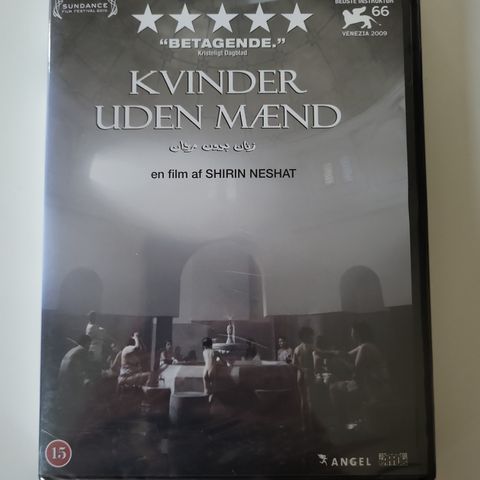 SUNDANCE
FILM FESTIVAL 2010
BEDSTE INSTRUKTØR
66
VENEZIA 2009
"BETAGENDE."
Kristeligt Dagblad
KVINDER
UDEN MÆND
زنان بدون مردان
en film af SHIRIN NESHAT
15
ANGEL